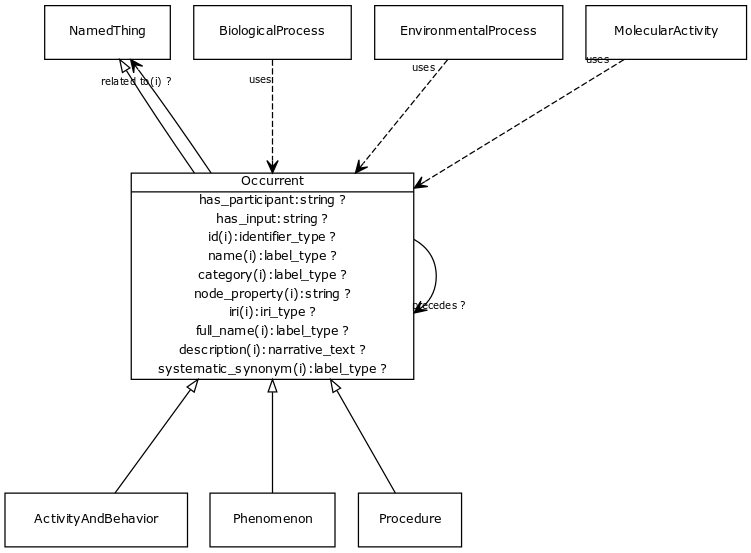 NamedThing
BiologicalProcess
EnvironmentalProcess
MolecularActivity
uses
uses
uses
related to(i) ?
Occurrent
has_participant:string ?
has_input:string ?
id(i):identifier_type ?
name(i):label_type ?
category(i):label_type ?
node_property(i):string ?
iri(i):iri_type ?
precedes ?
full_name(i):label_type ?
description(i):narrative_text ?
systematic_synonym(i):label_type ?
ActivityAndBehavior
Phenomenon
Procedure